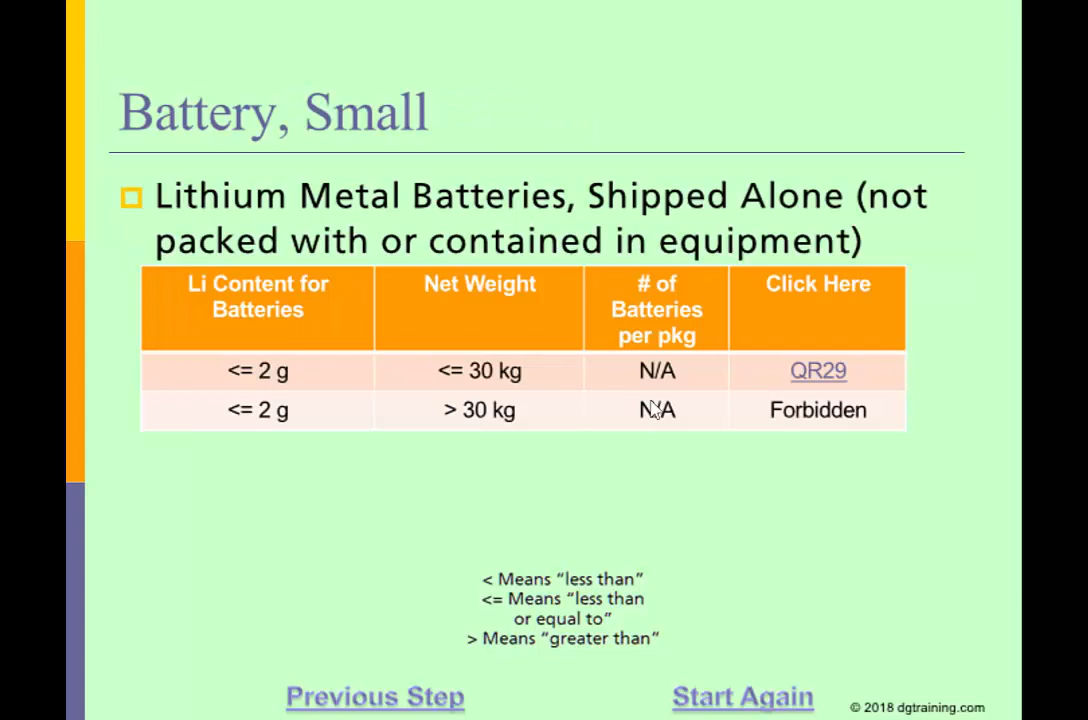 Battery, Small
Lithium Metal Batteries, Shipped Alone (not
packed with or contained in equipment)
Li Content for Batteries Net Weight # of Batteries per pkg Click Here
<= 2 g <= 30 kg N/A QR29
<= 2 g > 30 kg N/A Forbidden
< Means “less than”
<= Means “less than
or equal to”
> Means “greater than”
Previous Step Start Again © 2018 dgtraining.com